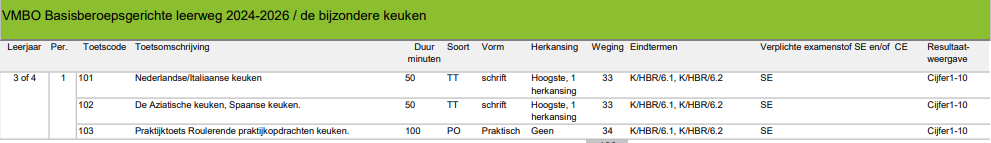 VMBO Basisberoepsgerichte leerweg 2024-2026 / de bijzondere keuken
Leerjaar Per. Toetscode Toetsomschrijving Duur minuten Soort Vorm Herkansing Weging Eindtermen Verplichte examenstof SE en/of CE Resultaat-weergave
3 of 4 1 101 Nederlandse/Italiaanse keuken 50 TT schrift Hoogste, 1 herkansing 33 K/HBR/6.1, K/HBR/6.2 SE Cijfer1-10
102 De Aziatische keuken, Spaanse keuken. 50 TT schrift Hoogste, 1 herkansing 33 K/HBR/6.1, K/HBR/6.2 SE Cijfer1-10
103 Praktijktoets Roulerende praktijkopdrachten keuken. 100 PO Praktisch Geen 34 K/HBR/6.1, K/HBR/6.2 SE Cijfer1-10